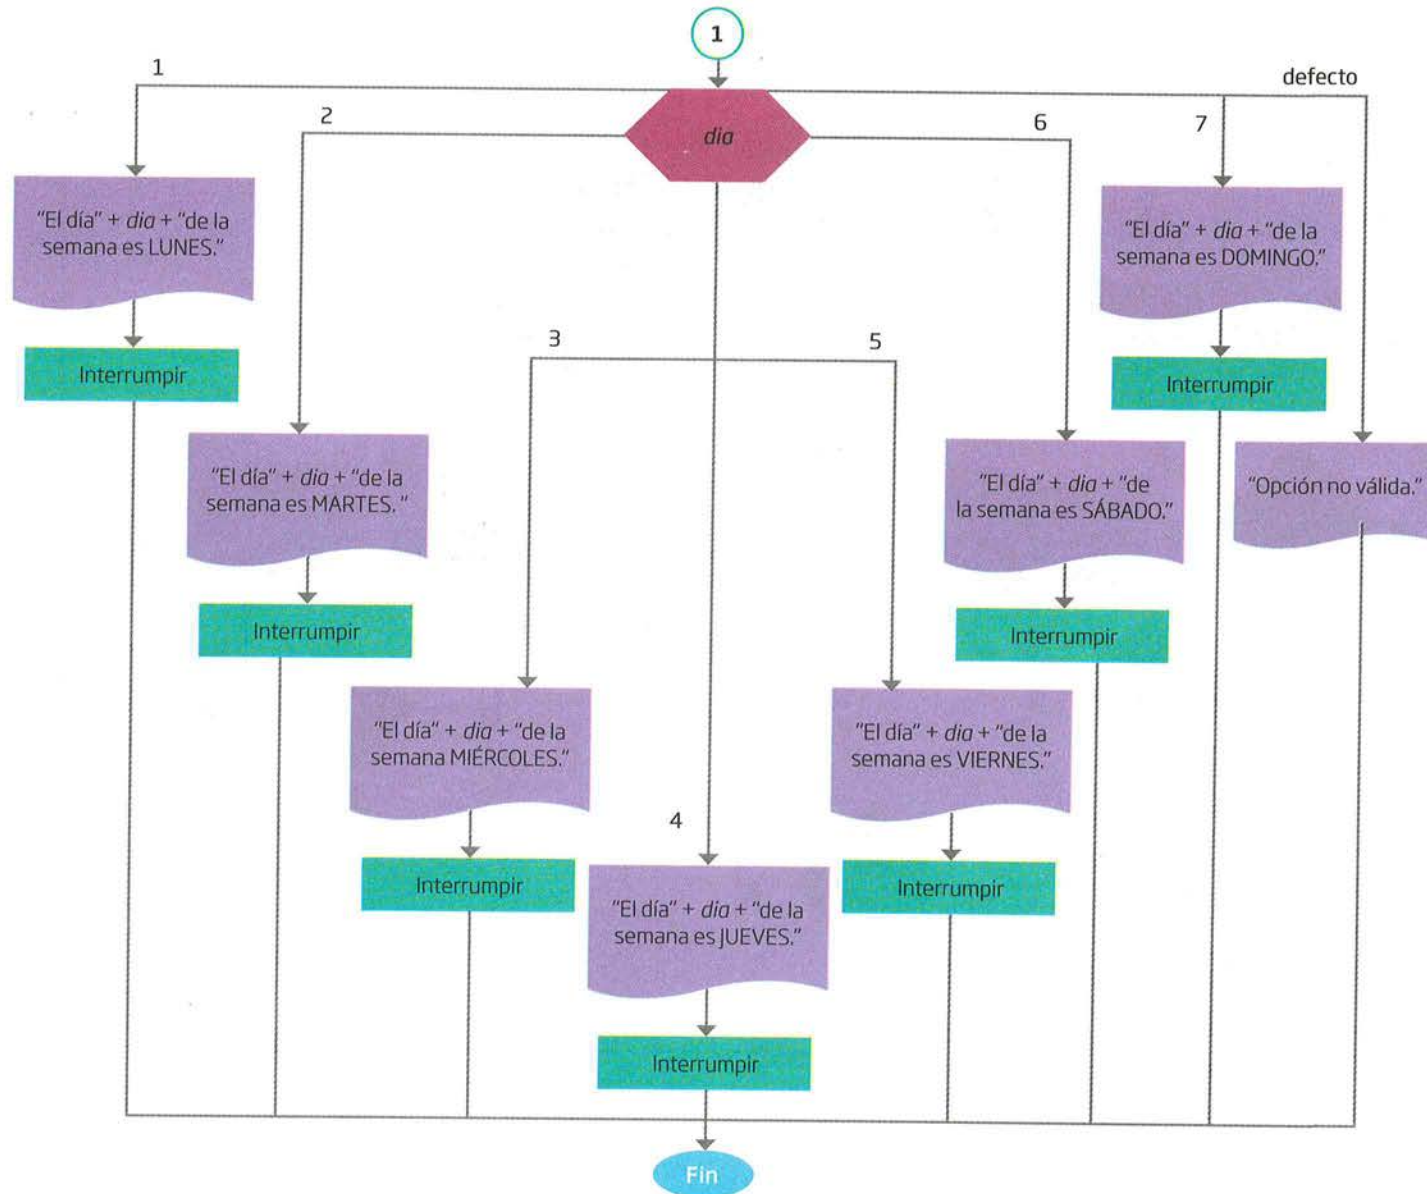 1
1
defecto
2
6
7
dia
"El día" + dia + "de la
semana es LUNES."
"El día" + dia + "de la
semana es DOMINGO."
3
5
Interrumpir
Interrumpir
"El día" + dia + "de la
semana es MARTES. "
"El día" + dia + "de
la semana es SÁBADO."
"Opción no válida."
Interrumpir
Interrumpir
"El día" + dia + "de la
semana MIÉRCOLES."
"El día" + dia + "de la
semana es VIERNES."
4
Interrumpir
Interrumpir
"El día" + dia + "de la
semana es JUEVES."
Interrumpir
Fin